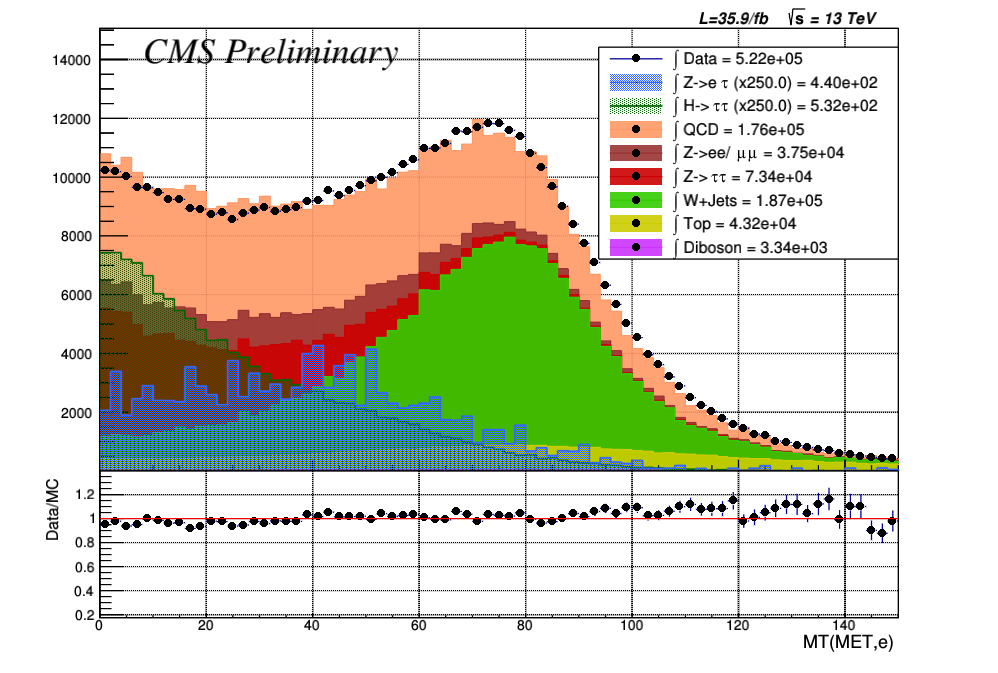 L=35.9/fb √s = 13 TeV
CMS Preliminary
∫ Data = 5.22e+05
∫ Z->e τ (x250.0) = 4.40e+02
∫ H-> ττ (x250.0) = 5.32e+02
∫ QCD = 1.76e+05
∫ Z->ee/ μμ = 3.75e+04
∫ Z-> ττ = 7.34e+04
∫ W+Jets = 1.87e+05
∫ Top = 4.32e+04
∫ Diboson = 3.34e+03
14000
12000
10000
8000
6000
4000
2000
Data/MC
1.2
1
0.8
0.6
0.4
0.2
0 20 40 60 80 100 120 140
MT(MET,e)